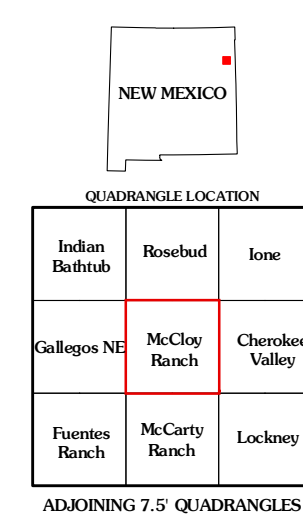 NEW MEXICO
QUADRANGLE LOCATION
Indian
Bathtub
Rosebud
Ione
Gallegos NE
McCloy
Ranch
Cherokee
Valley
Fuentes
Ranch
McCarty
Ranch
Lockney
ADJOINING 7.5' QUADRANGLES